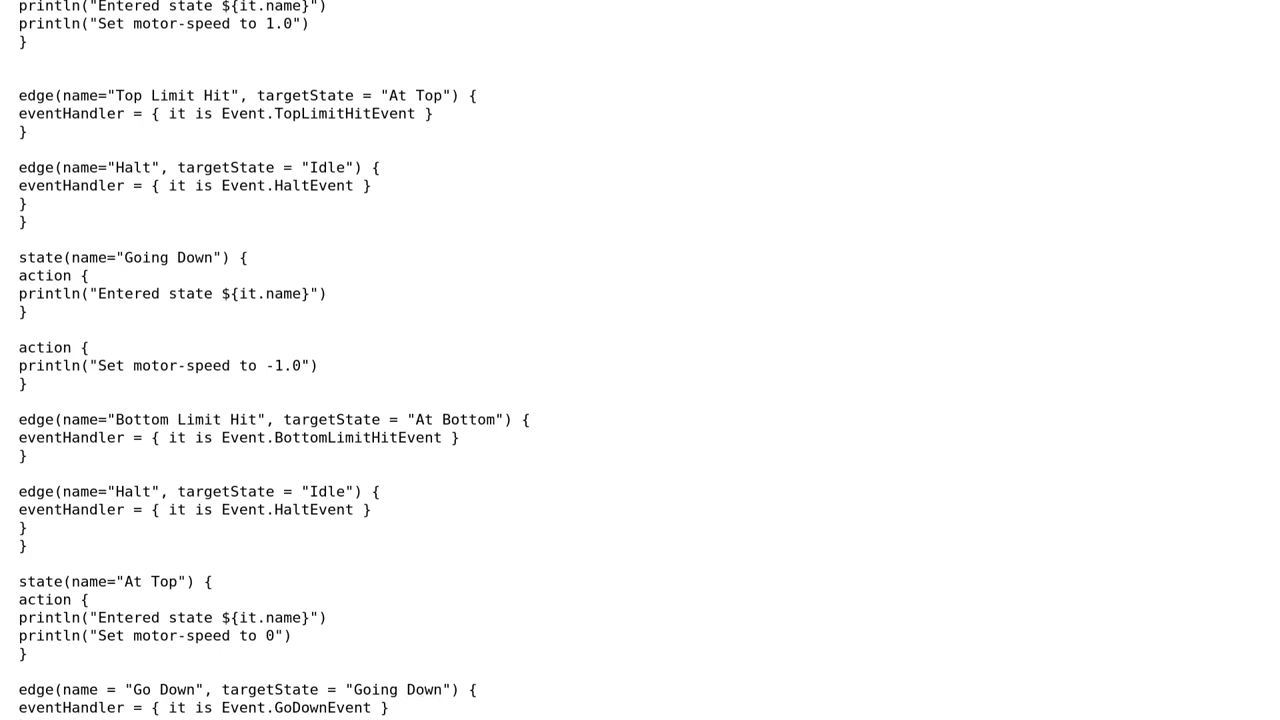 println("Entered state ${it.name}")
println("Set motor-speed to 1.0")
}
edge(name="Top Limit Hit", targetState = "At Top") {
eventHandler = { it is Event.TopLimitHitEvent }
}
edge(name="Halt", targetState = "Idle") {
eventHandler = { it is Event.HaltEvent }
}
}
state(name="Going Down") {
action {
println("Entered state ${it.name}")
}
action {
println("Set motor-speed to -1.0")
}
edge(name="Bottom Limit Hit", targetState = "At Bottom") {
eventHandler = { it is Event.BottomLimitHitEvent }
}
edge(name="Halt", targetState = "Idle") {
eventHandler = { it is Event.HaltEvent }
}
}
state(name="At Top") {
action {
println("Entered state ${it.name}")
println("Set motor-speed to 0")
}
edge(name = "Go Down", targetState = "Going Down") {
eventHandler = { it is Event.GoDownEvent }